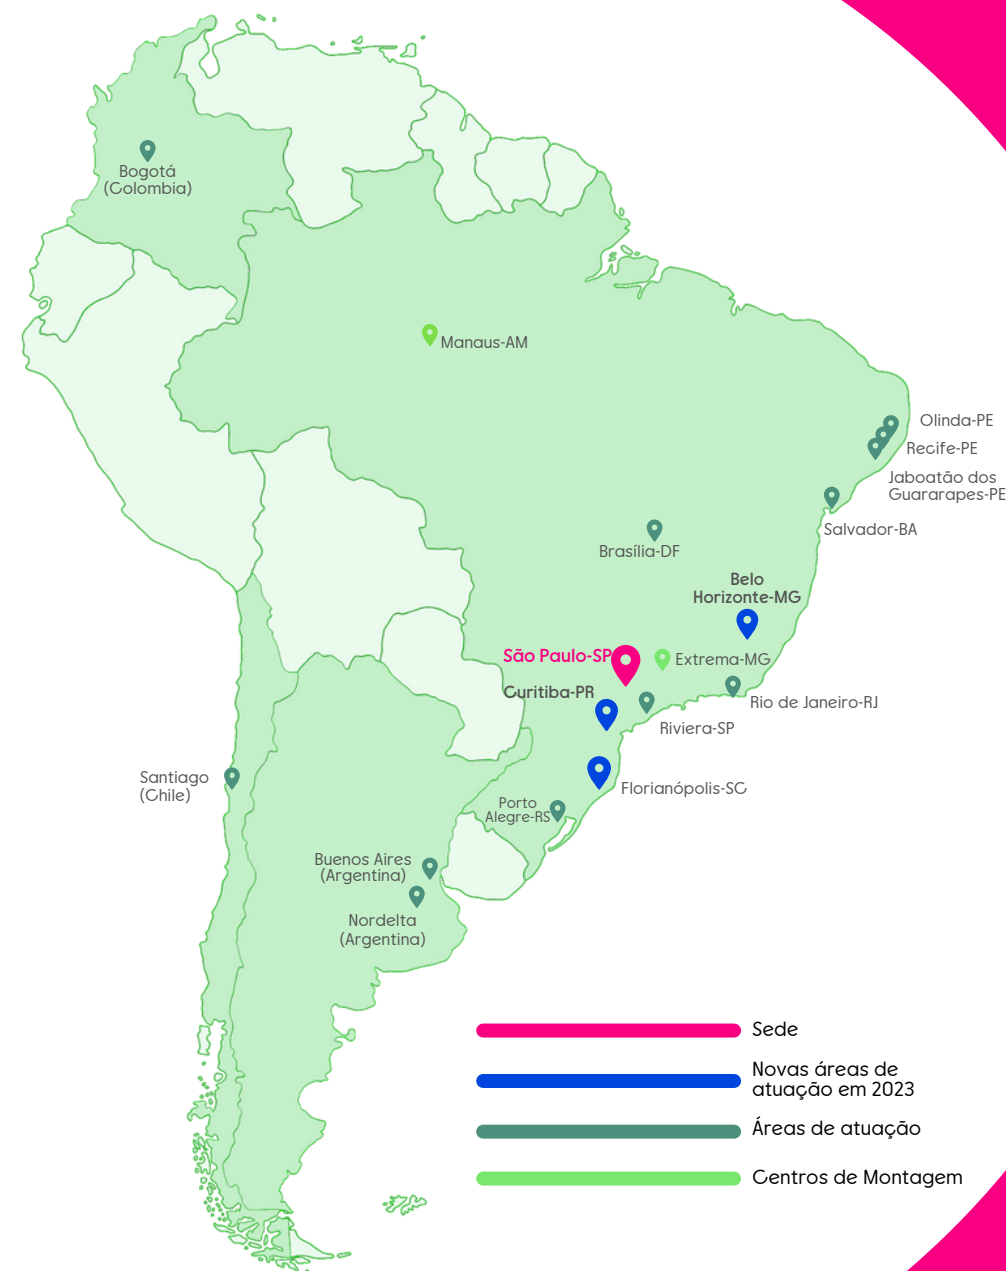 Bogotá
(Colombia)
Manaus-AM
Olinda-PE
Recife-PE
Jaboatão dos
Guararapes-PE
Salvador-BA
Brasília-DF
Belo
Horizonte-MG
São Paulo-SP
Extrema-MG
Curitiba-PR
Rio de Janeiro-RJ
Riviera-SP
Santiago
(Chile)
Florianópolis-SC
Porto
Alegre-RS
Buenos Aires
(Argentina)
Nordelta
(Argentina)
Sede
Novas áreas de
atuação em 2023
Áreas de atuação
Centros de Montagem